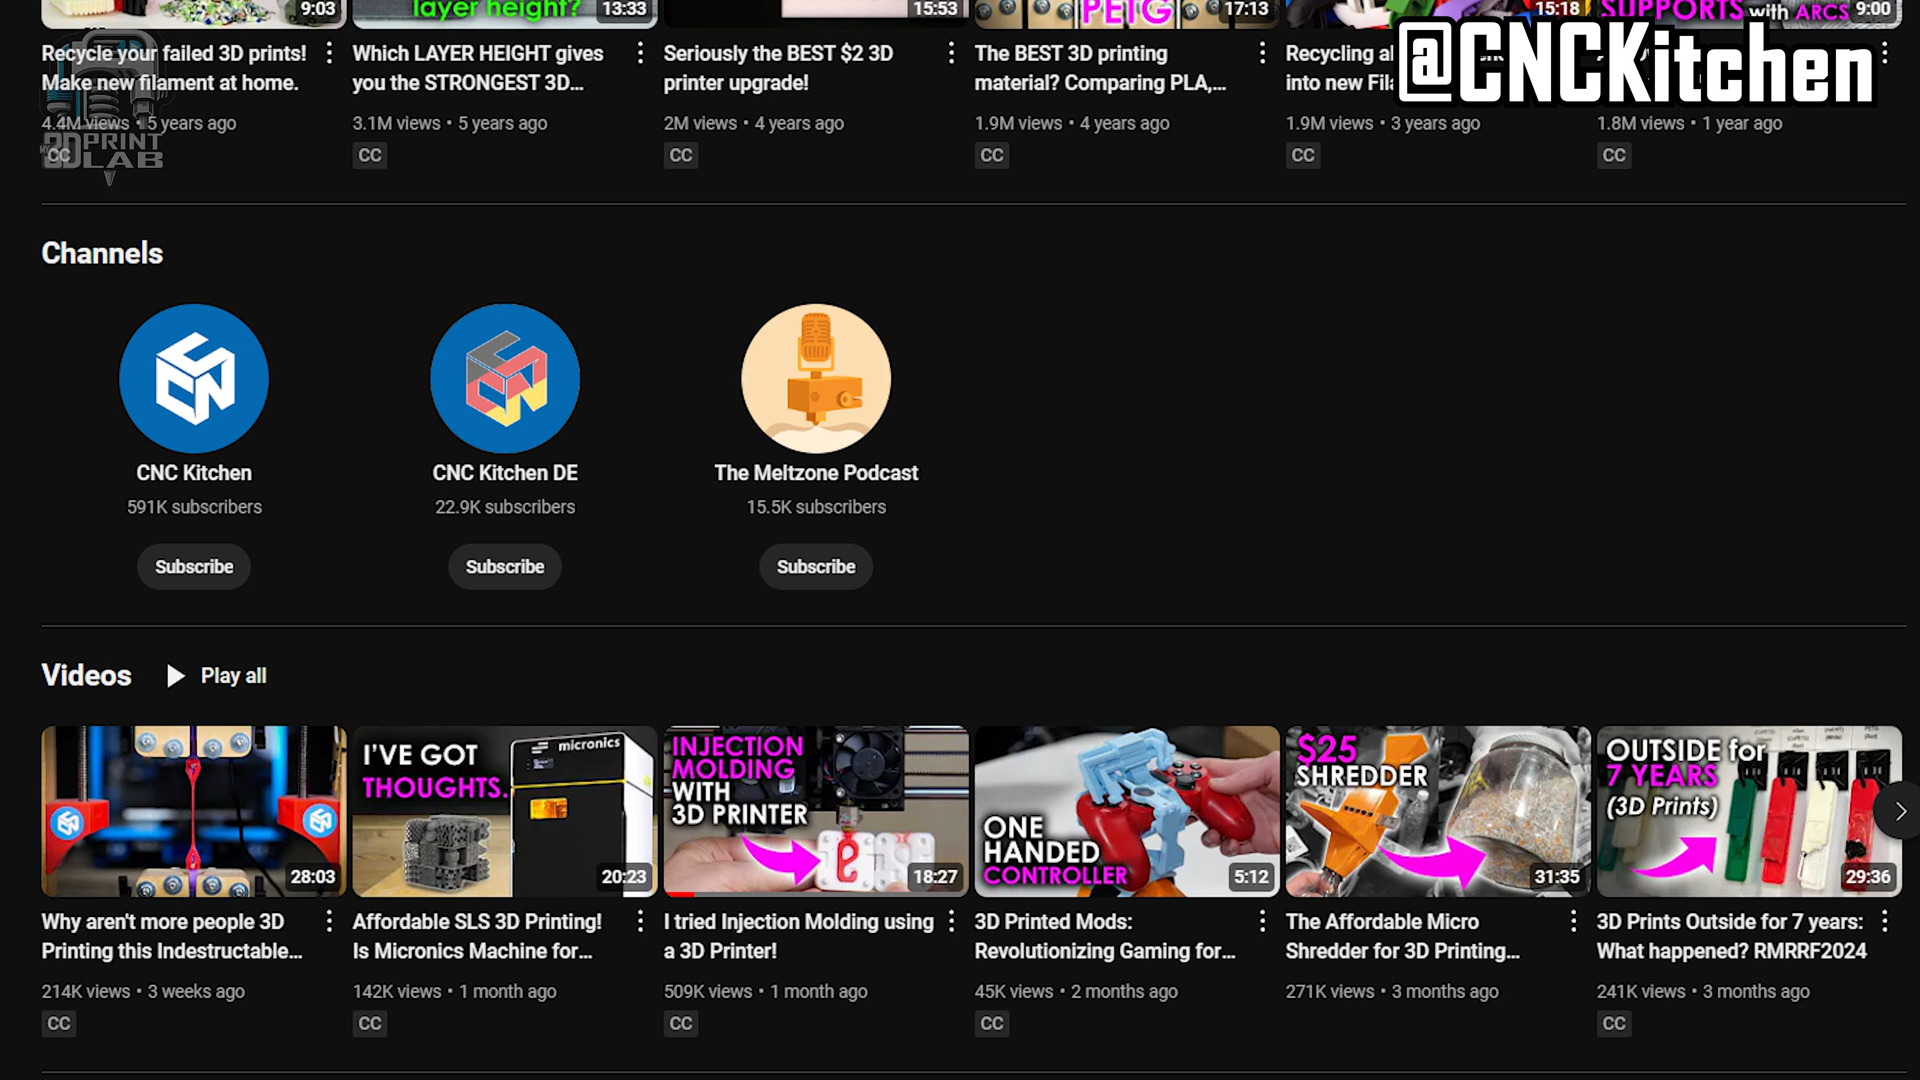 layer height?
PETG
SUPPORTS with ARCS
9:03
13:33
15:53
17:13
15:18
9:00
@CNCKitchen
Recycle your failed 3D prints!
Make new filament at home.
4.4M views • 5 years ago
CC
Which LAYER HEIGHT gives
you the STRONGEST 3D...
3.1M views • 5 years ago
CC
Seriously the BEST $2 3D
printer upgrade!
2M views • 4 years ago
CC
The BEST 3D printing
material? Comparing PLA,...
1.9M views • 4 years ago
CC
Recycling
into new
1.9M views • 3 years ago
CC
1.8M views • 1 year ago
CC
MY
3D PRINT
LAB
Channels
CNC
CNC Kitchen
591K subscribers
Subscribe
CNC
CNC Kitchen DE
22.9K subscribers
Subscribe
The Meltzone Podcast
15.5K subscribers
Subscribe
Videos
Play all
28:03
Why aren't more people 3D
Printing this Indestructable...
214K views • 3 weeks ago
CC
I'VE GOT
THOUGHTS.
micronics
20:23
Affordable SLS 3D Printing!
Is Micronics Machine for...
142K views • 1 month ago
CC
INJECTION
MOLDING
WITH
3D PRINTER
18:27
I tried Injection Molding using
a 3D Printer!
509K views • 1 month ago
CC
ONE
HANDED
CONTROLLER
5:12
3D Printed Mods:
Revolutionizing Gaming for...
45K views • 2 months ago
CC
$25
SHREDDER
31:35
The Affordable Micro
Shredder for 3D Printing...
271K views • 3 months ago
OUTSIDE for
7 YEARS
(3D Prints)
29:36
3D Prints Outside for 7 years:
What happened? RMRRF2024
241K views • 3 months ago
CC